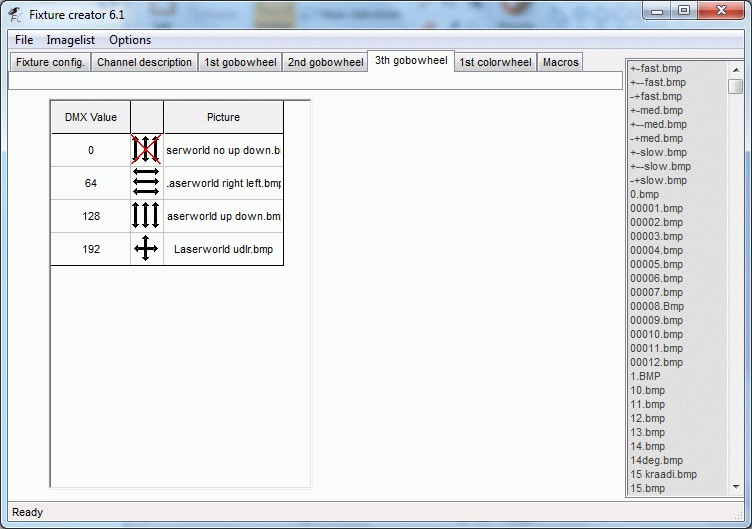 Fixture creator 6.1
File Imagelist Options
Fixture config. Channel description 1st gobowheel 2nd gobowheel 3th gobowheel 1st colorwheel Macros
DMX Value Picture
0 serworld no up down.b
64 aserworld right left.bmp
128 aserworld up down.bm
192 Laserworld udlr.bmp
+-fast.bmp
+--fast.bmp
-+fast.bmp
+-med.bmp
+--med.bmp
-+med.bmp
+-slow.bmp
+--slow.bmp
-+slow.bmp
0.bmp
00001.bmp
00002.bmp
00003.bmp
00004.bmp
00005.bmp
00006.bmp
00007.bmp
00008.Bmp
00009.bmp
00010.bmp
00011.bmp
00012.bmp
1.BMP
10.bmp
11.bmp
12.bmp
13.bmp
14.bmp
14deg.bmp
15 kraadi.bmp
15.bmp
Ready